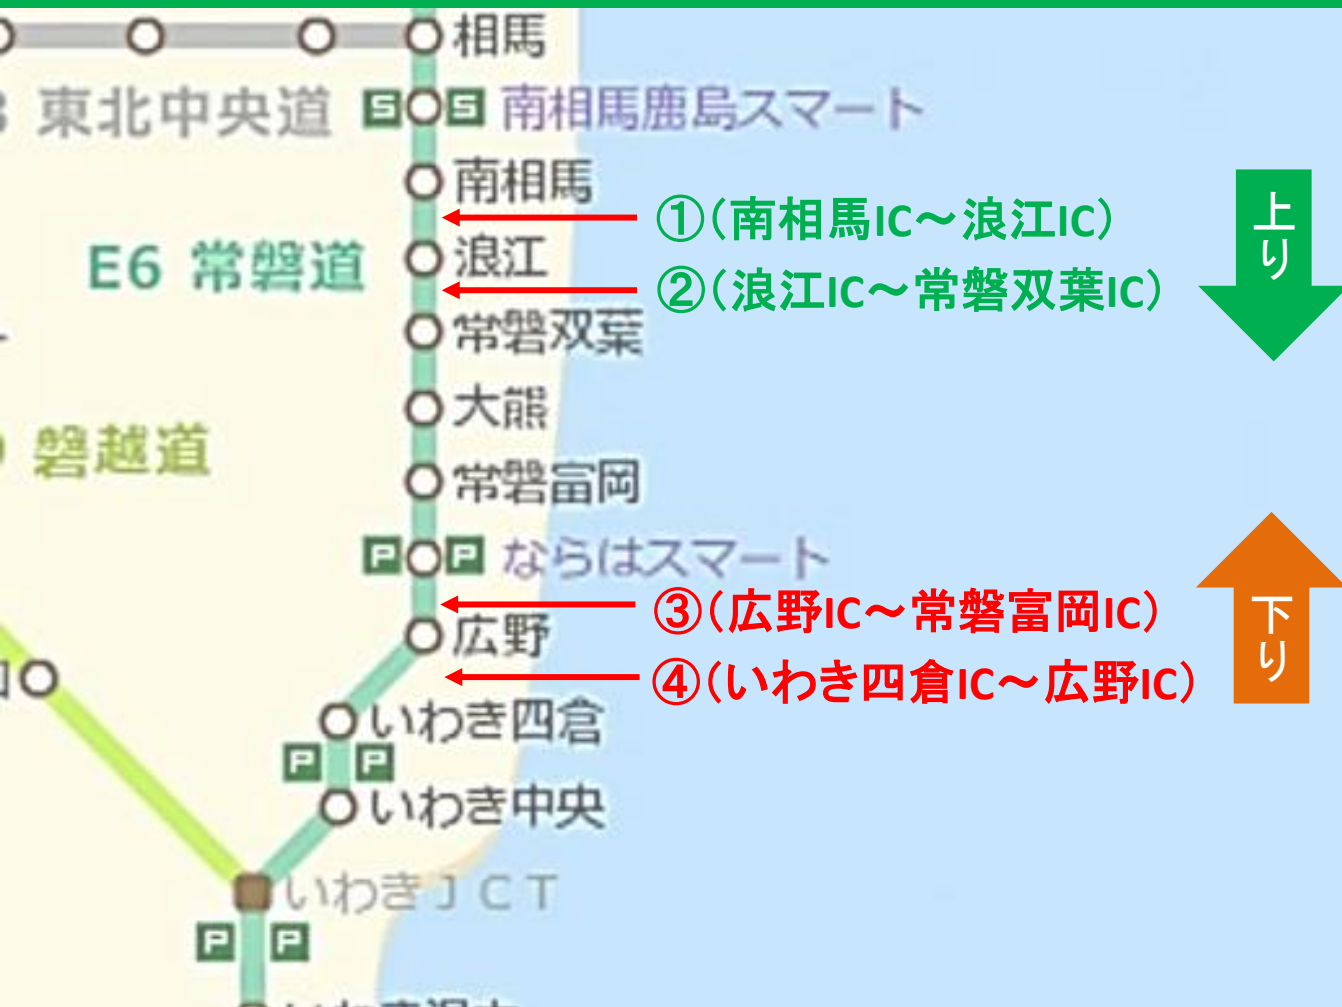 相馬
東北中央道
S S 南相馬鹿島スマート
南相馬
①(南相馬IC～浪江IC)
上り
E6 常磐道
浪江
②(浪江IC～常磐双葉IC)
常磐双葉
大熊
磐越道
常磐富岡
P P ならはスマート
③(広野IC～常磐富岡IC)
下り
広野
④(いわき四倉IC～広野IC)
いわき四倉
P P
いわき中央
いわきJCT
P P